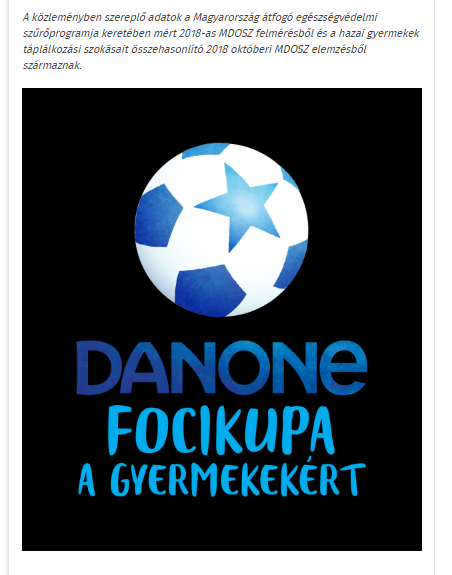 A közleményben szereplő adatok a Magyarország átfogó egészségvédelmi
szűrőprogramja keretében mért 2018-as MDOSZ felmérésből és a hazai gyermekek
táplálkozási szokásait összehasonlító 2018 októberi MDOSZ elemzésből
származnak.
DANONE
FOCIKUPA
A GYERMEKEKÉRT